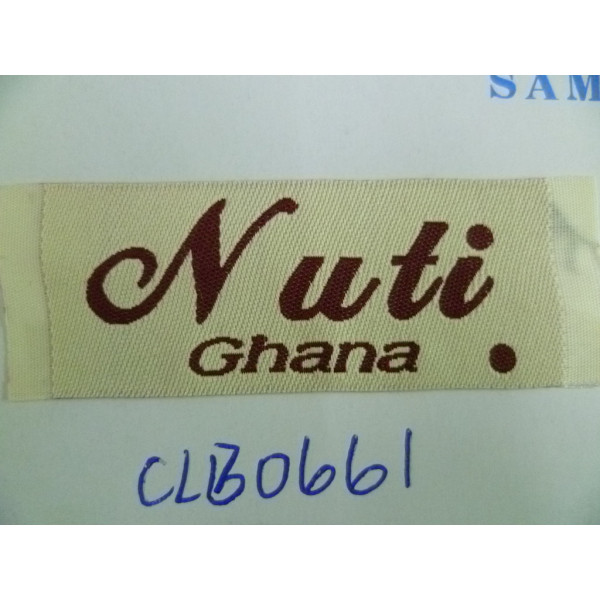 SAM
Nuti.
Ghana
CLB0661